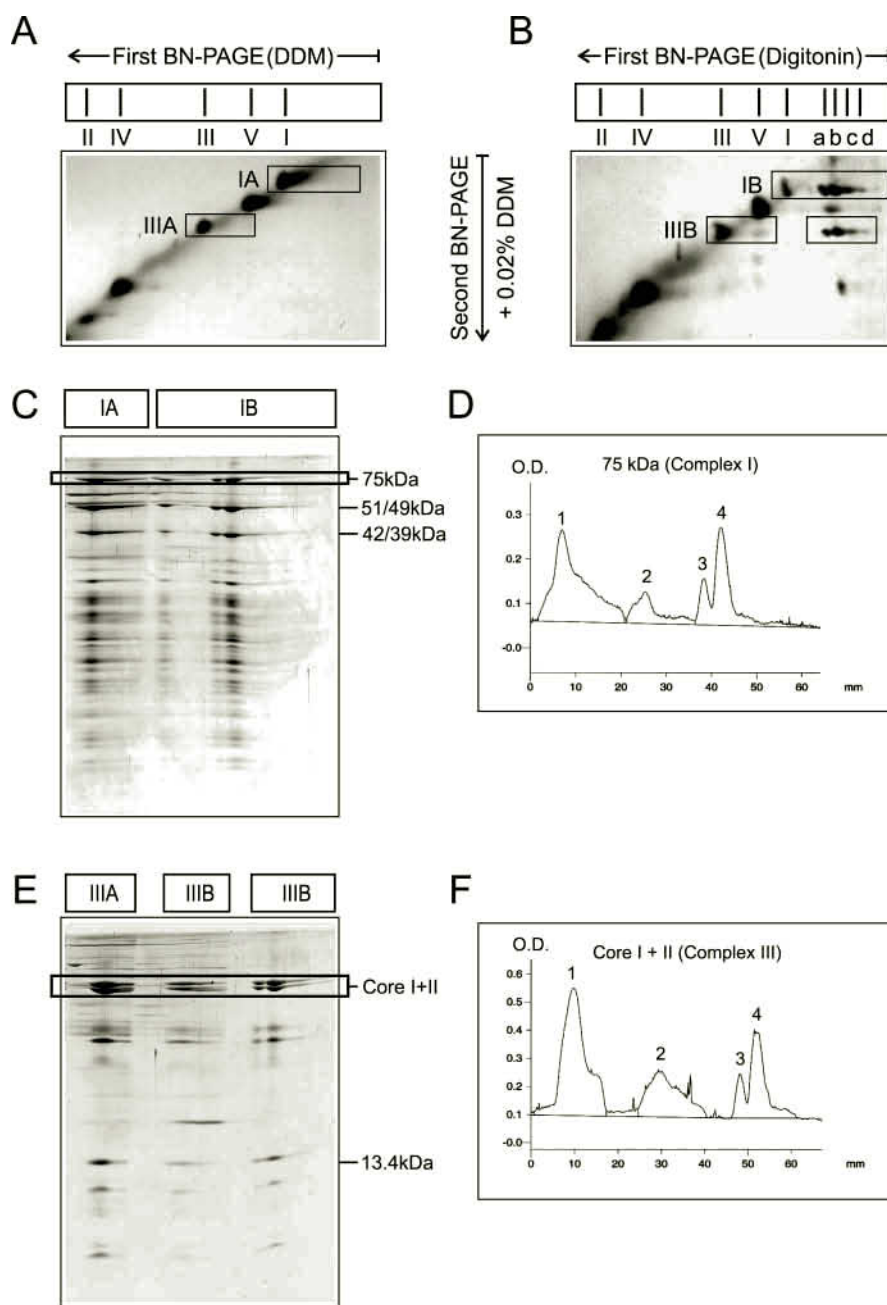 A
First BN-PAGE (DDM)
II IV III V I
IA
IIIA
Second BN-PAGE
+ 0.02% DDM
B
First BN-PAGE (Digitonin)
II IV III V I a b c d
IB
IIIB
C
IA IB
75kDa
51/49kDa
42/39kDa
D
O.D. 75 kDa (Complex I)
0.3
0.2
0.1
-0.0
1 2 3 4
0 10 20 30 40 50 60 mm
E
IIIA IIIB IIIB
Core I+II
13.4kDa
F
O.D. Core I + II (Complex III)
0.6
0.5
0.4
0.3
0.2
0.1
-0.0
1 2 3 4
0 10 20 30 40 50 60 mm